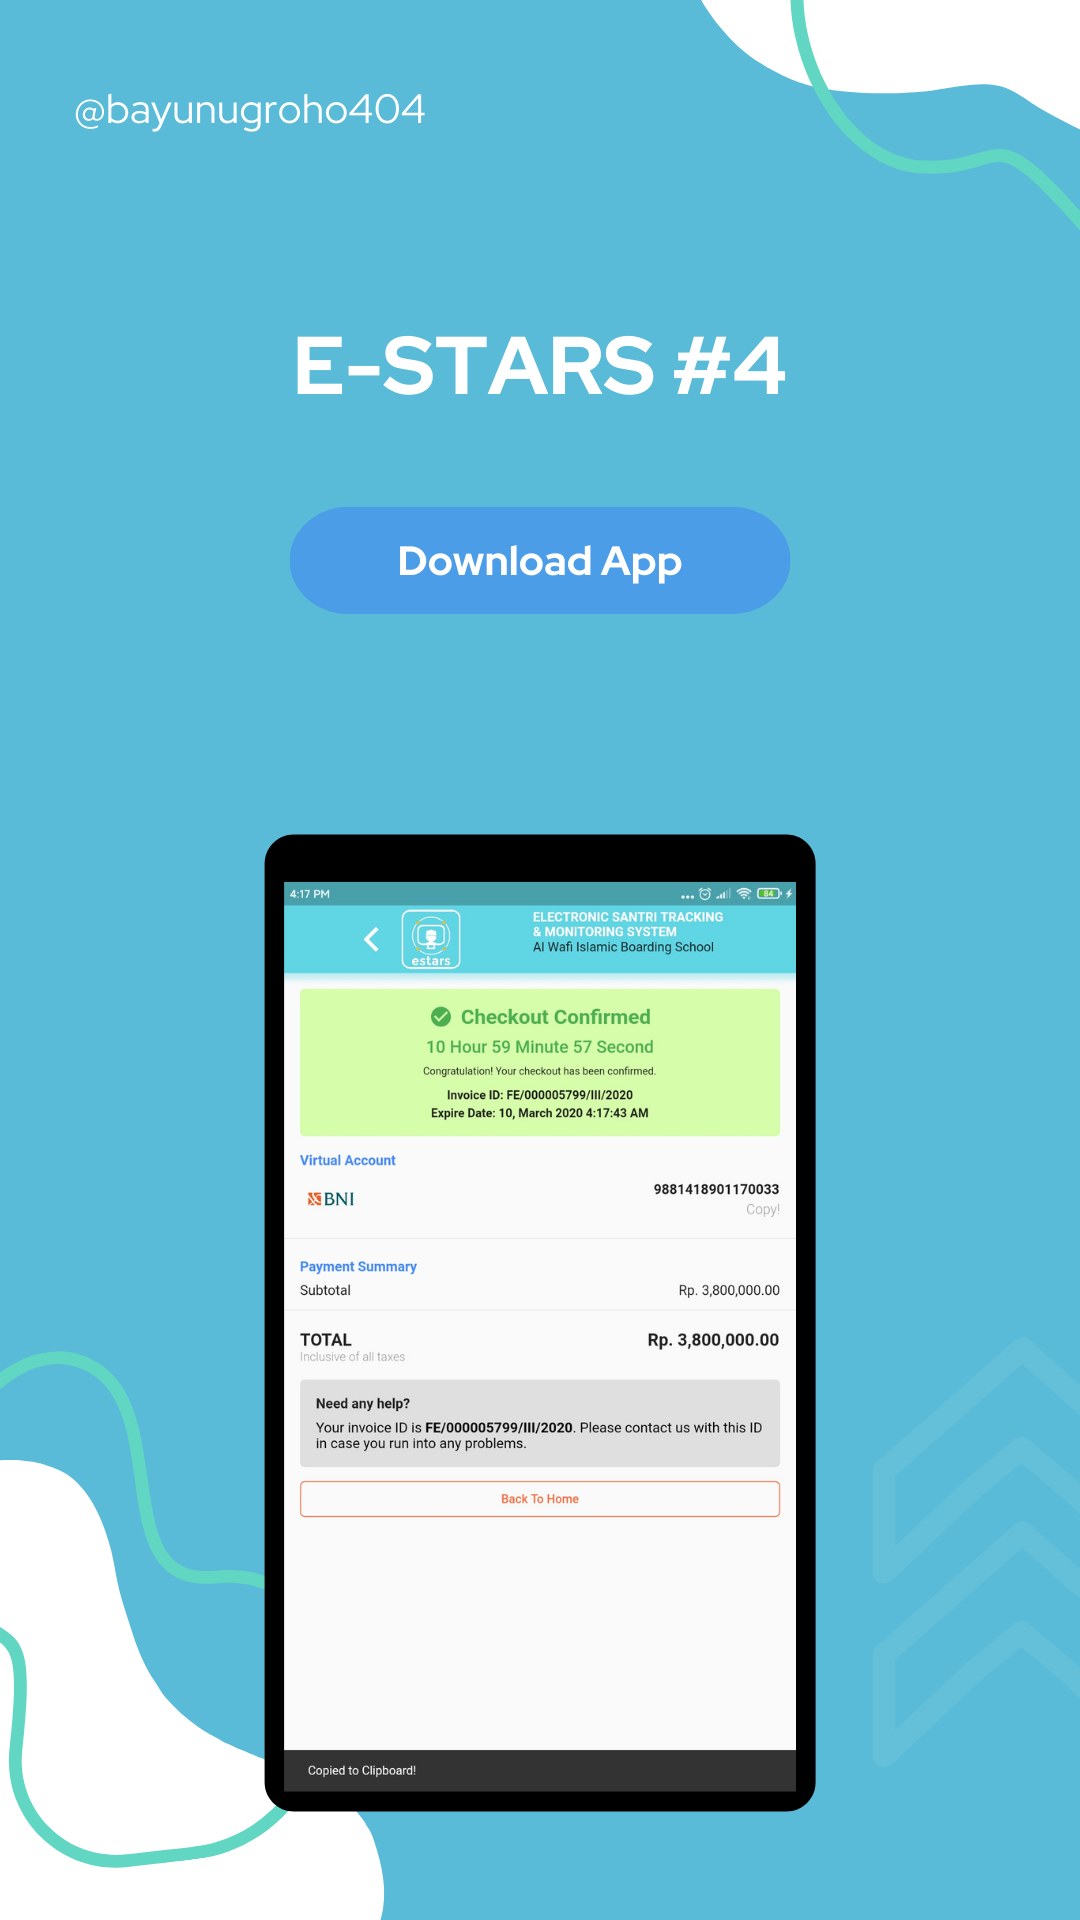 @bayunugroho404
E-STARS #4
Download App
4:17 PM
84
estars
ELECTRONIC SANTRI TRACKING
& MONITORING SYSTEM
Al Wafi Islamic Boarding School
Checkout Confirmed
10 Hour 59 Minute 57 Second
Congratulation! Your checkout has been confirmed.
Invoice ID: FE/000005799/III/2020
Expire Date: 10, March 2020 4:17:43 AM
Virtual Account
BNI
9881418901170033
Copy!
Payment Summary
Subtotal Rp. 3,800,000.00
TOTAL Rp. 3,800,000.00
Inclusive of all taxes
Need any help?
Your invoice ID is FE/000005799/III/2020. Please contact us with this ID
in case you run into any problems.
Back To Home
Copied to Clipboard!